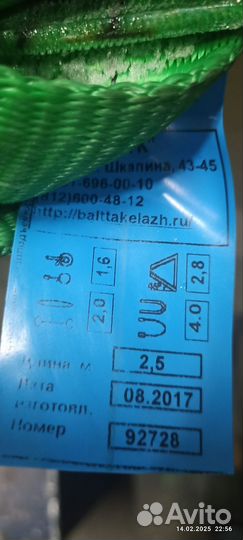 Шкапина, 43-45
696-00-10
(812)600-48-12
http://balttakelazh.ru/
1.6
2,8
2,0
4.0
Длина м 2,5
Дата изготовл. 08.2017
Номер 92728
Avito
14.02.2025 22:56